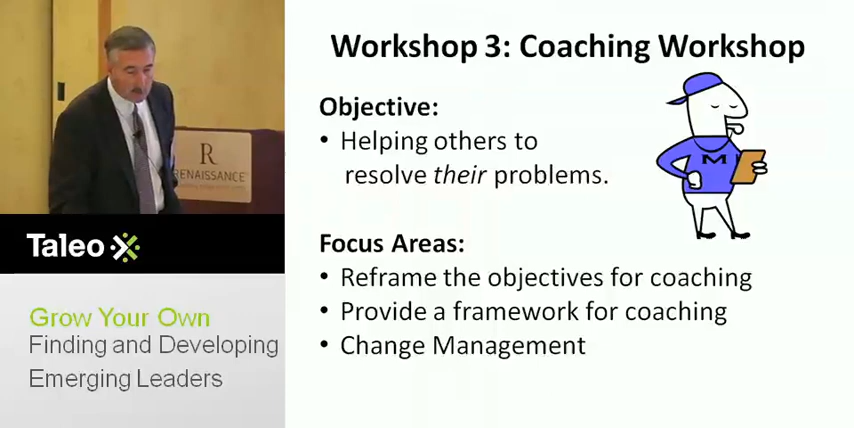 Workshop 3: Coaching Workshop
Objective:
• Helping others to
resolve their problems.
Focus Areas:
• Reframe the objectives for coaching
• Provide a framework for coaching
• Change Management
M
R
RENAISSANCE
Taleo
Grow Your Own
Finding and Developing
Emerging Leaders